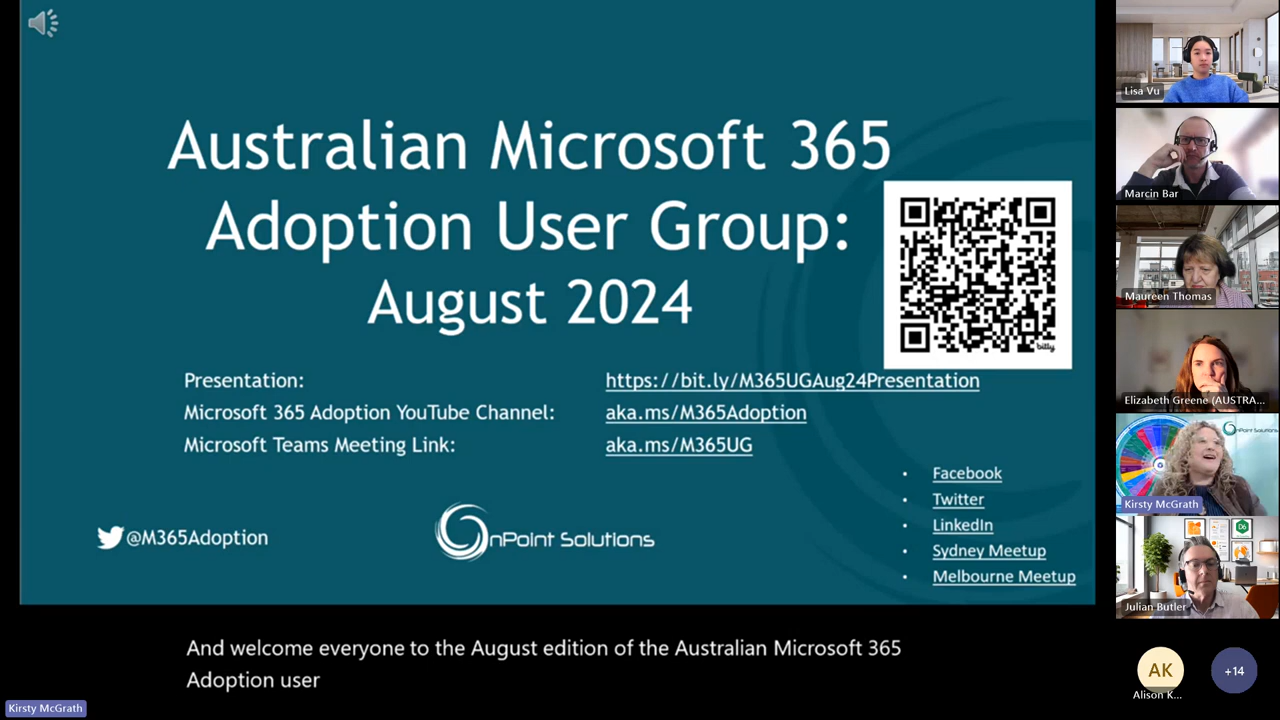 Australian Microsoft 365
Adoption User Group:
August 2024
bitly
Presentation: https://bit.ly/M365UGAug24Presentation
Microsoft 365 Adoption YouTube Channel: aka.ms/M365Adoption
Microsoft Teams Meeting Link: aka.ms/M365UG
• Facebook
• Twitter
• LinkedIn
• Sydney Meetup
• Melbourne Meetup
@M365Adoption
OnPoint Solutions
And welcome everyone to the August edition of the Australian Microsoft 365
Adoption user
Kirsty McGrath
Lisa Vu
Marcin Bar
Maureen Thomas
Elizabeth Greene (AUSTRA...
OnPoint Solutions
Kirsty McGrath
Julian Butler
AK
Alison K...
+14